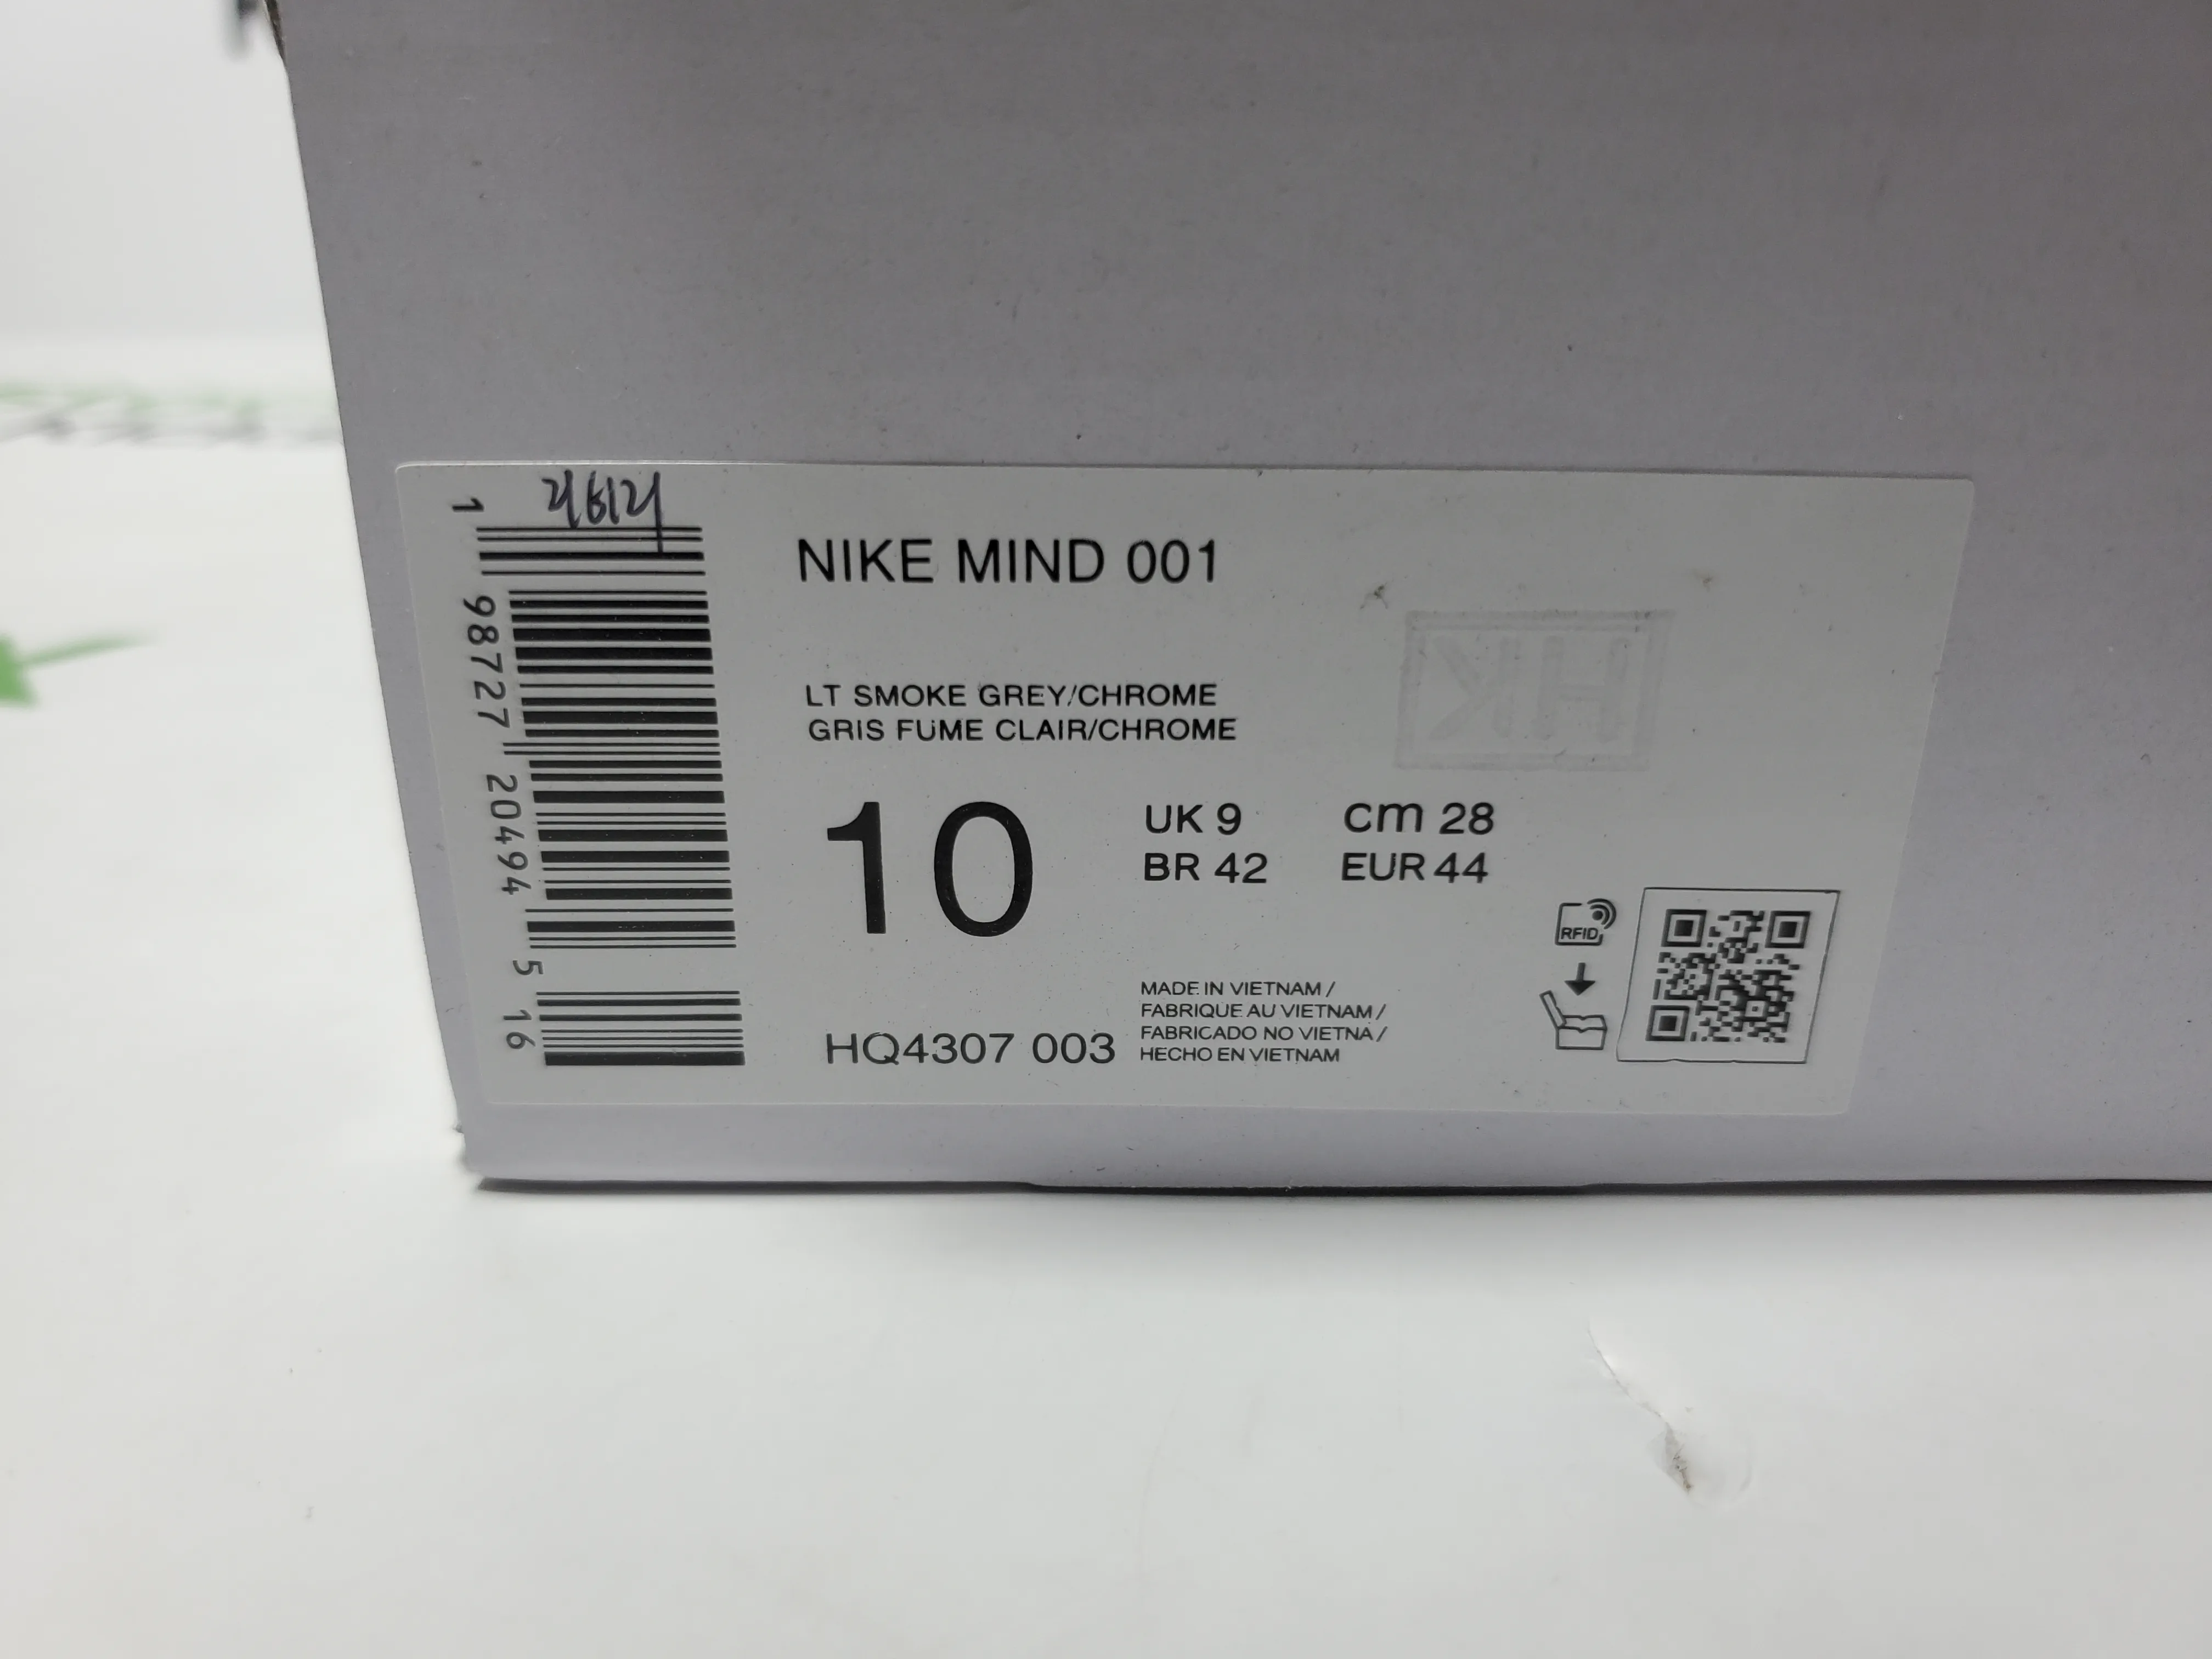 1 98727 20494 5 16
NIKE MIND 001
LT SMOKE GREY/CHROME
GRIS FUME CLAIR/CHROME
10
UK 9
cm 28
BR 42
EUR 44
HQ4307 003
MADE IN VIETNAM /
FABRIQUE AU VIETNAM /
FABRICADO NO VIETNA /
HECHO EN VIETNAM
RFID
HK